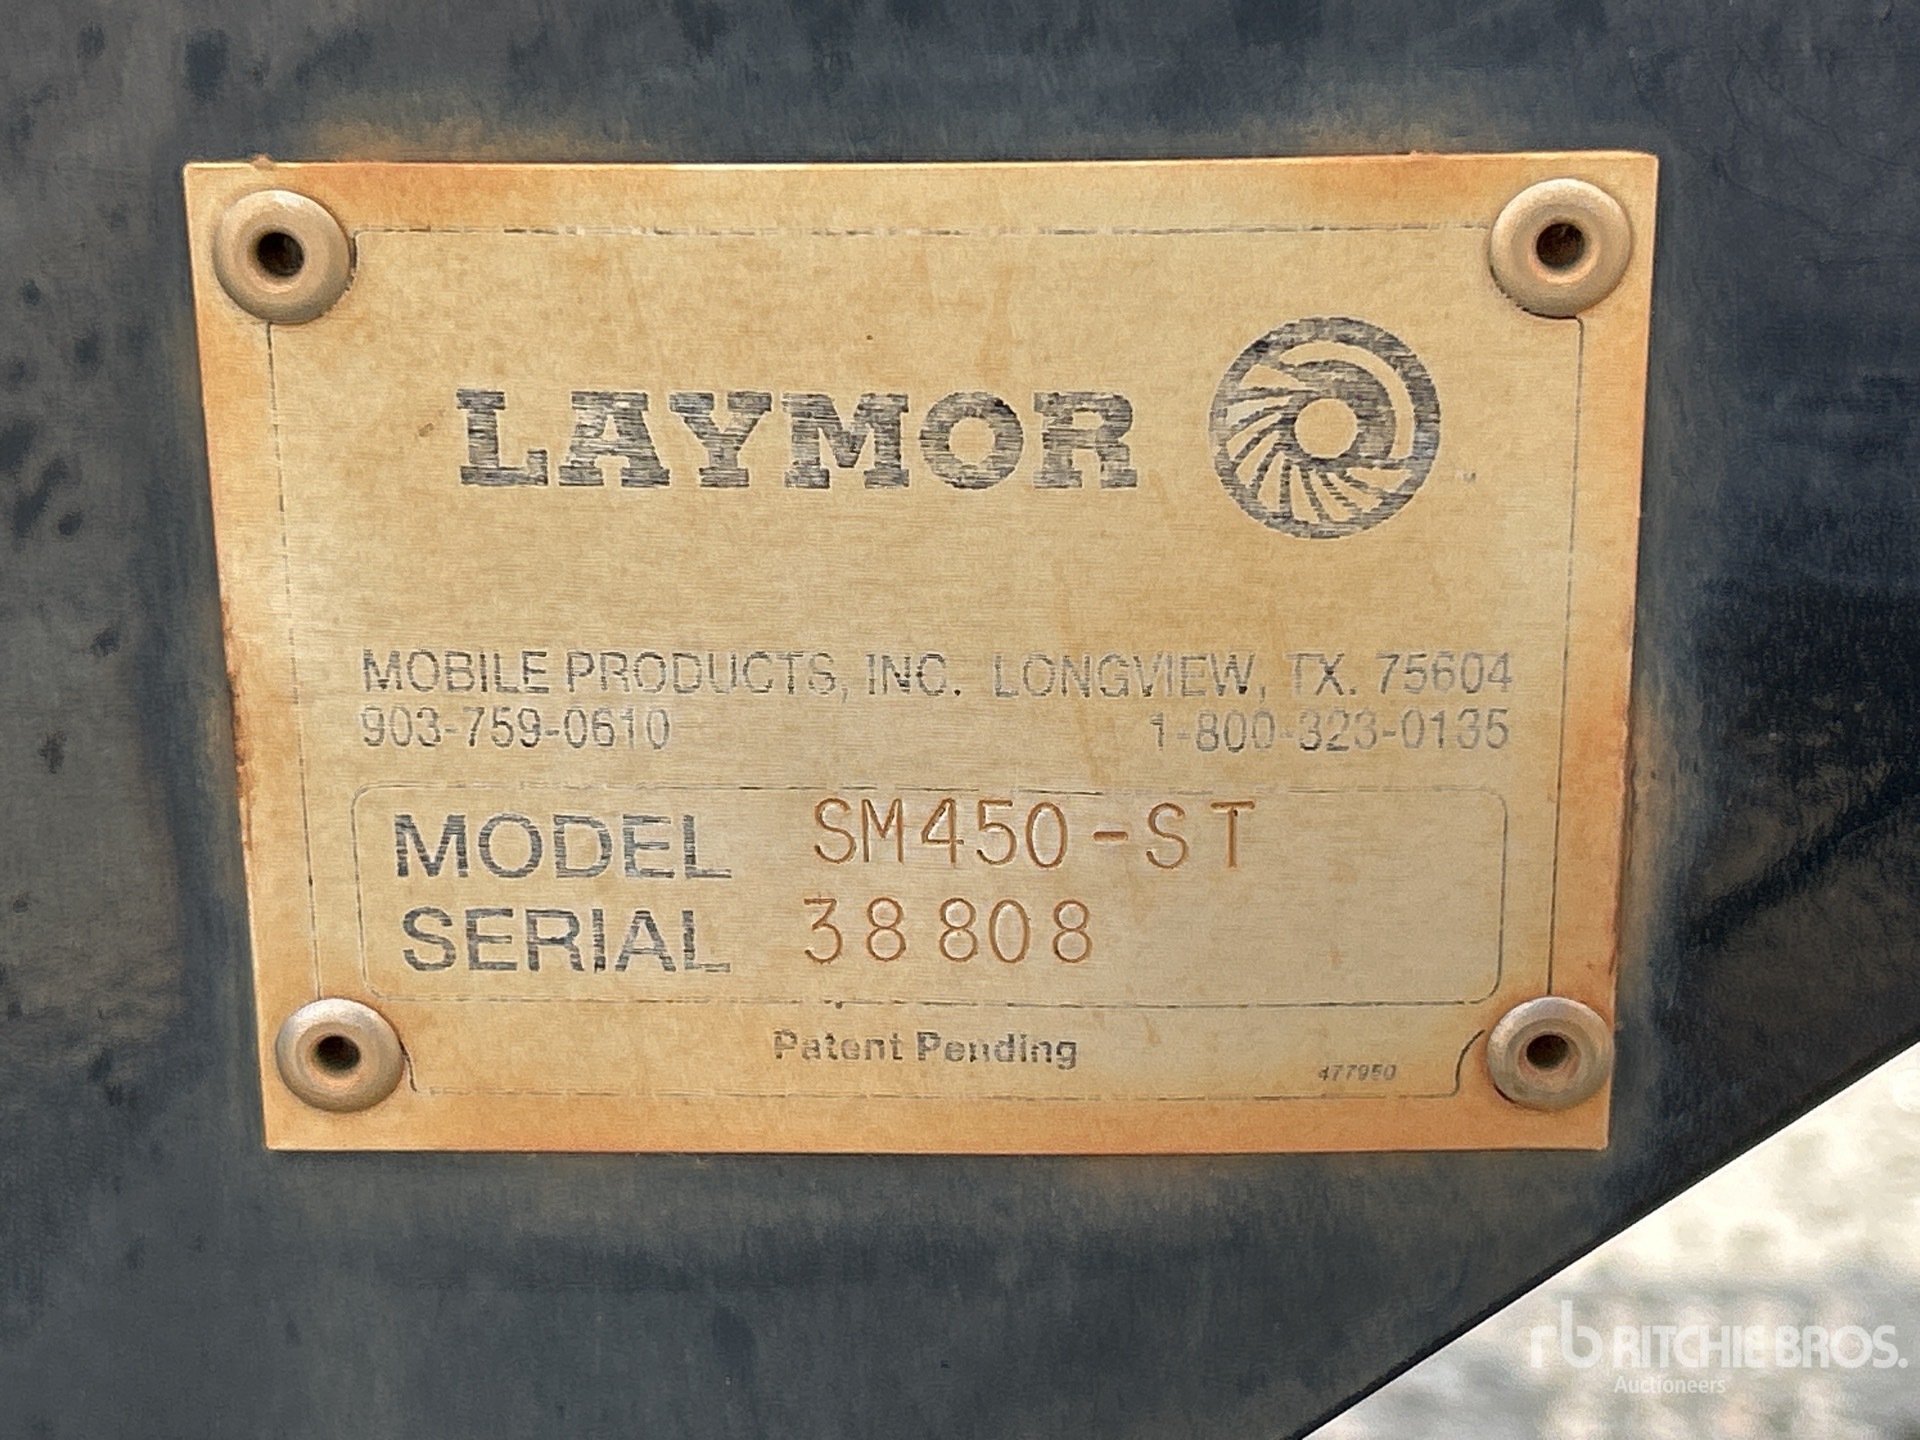 LAYMOR
MOBILE PRODUCTS, INC. LONGVIEW, TX. 75604
903-759-0610 1-800-323-0135
MODEL SM450-ST
SERIAL 38808
Patent Pending
477950
rb RITCHIE BROS.
Auctioneers